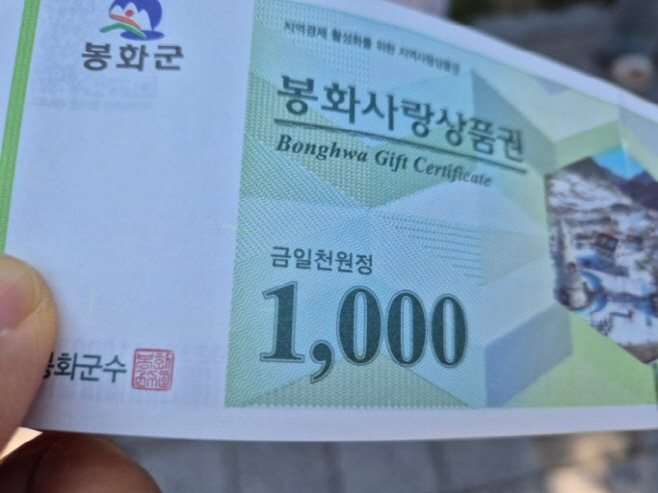 봉화군
지역경제 활성화를 위한 지역사랑상품권
봉화사랑상품권
Bonghwa Gift Certificate
금일천원정
1,000
봉화군수